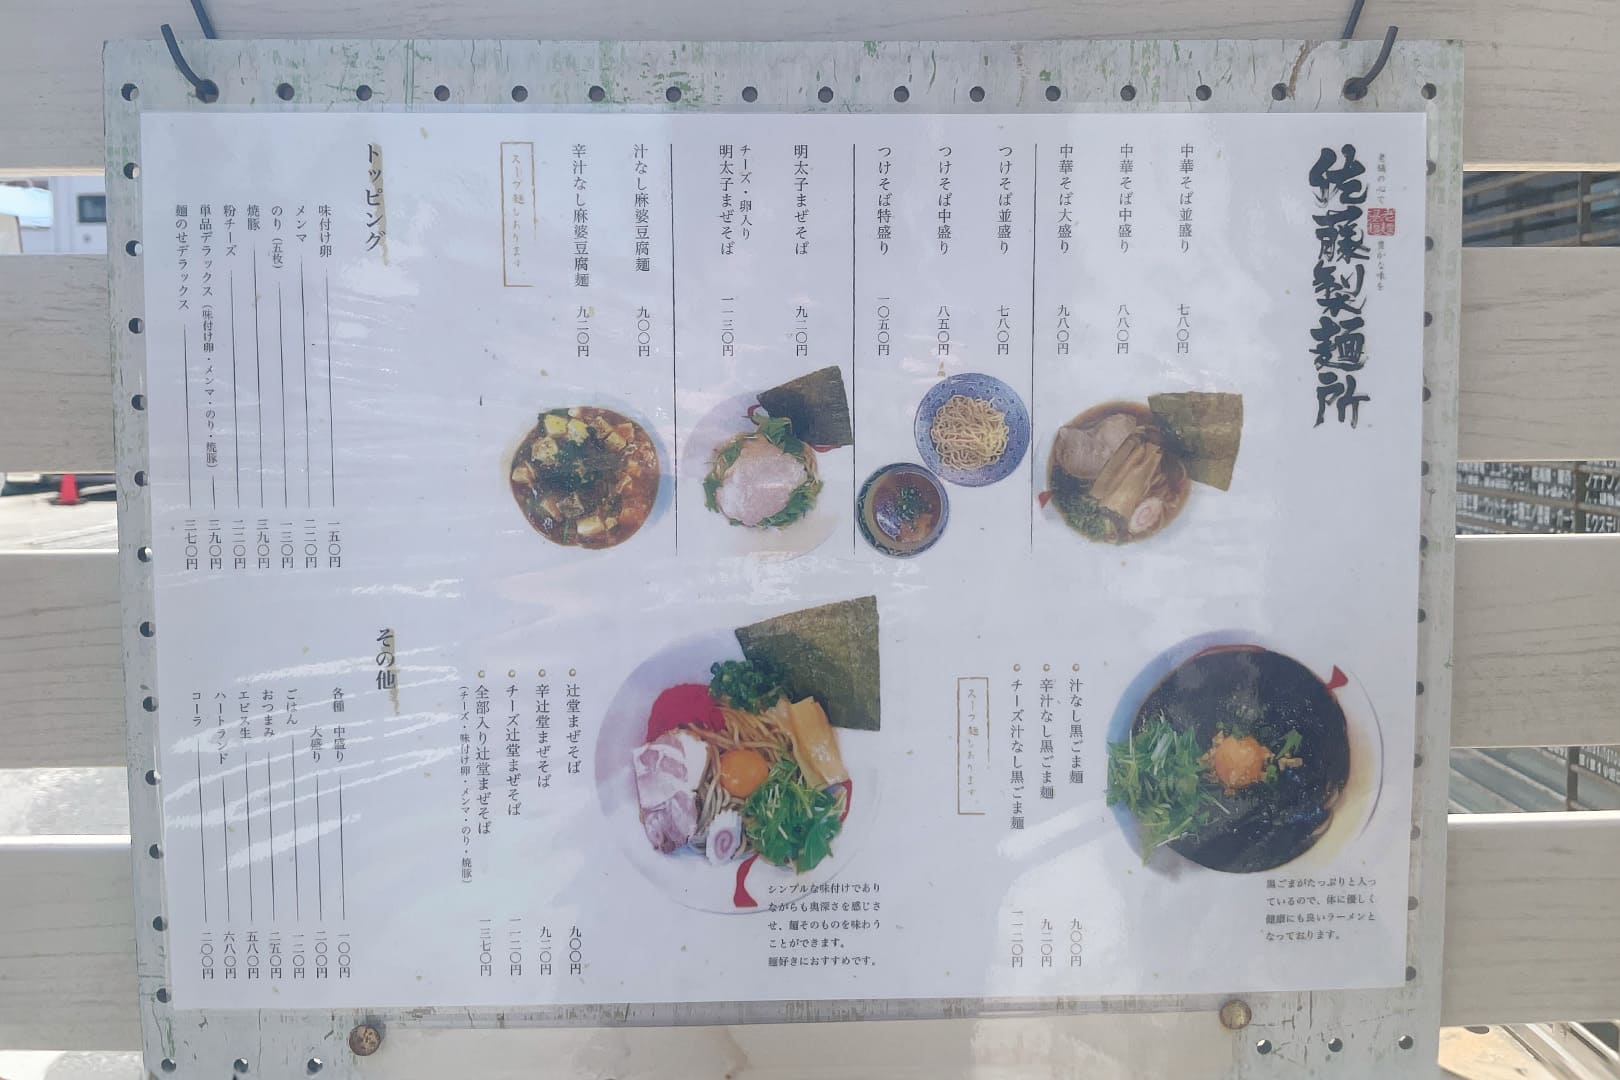 老舗の心で
豊かな味を
佐藤製麺所
中華そば並盛り 七八〇円
中華そば中盛り 八八〇円
中華そば大盛り 九八〇円
つけそば並盛り 七八〇円
つけそば中盛り 八五〇円
つけそば特盛り 一〇五〇円
明太子まぜそば 九二〇円
チーズ・卵入り
明太子まぜそば 一一三〇円
汁なし麻婆豆腐麺 九〇〇円
辛汁なし麻婆豆腐麺 九二〇円
スープ麺もあります。
トッピング
味付け卵 一五〇円
メンマ 二二〇円
のり（五枚） 一三〇円
焼豚 三九〇円
粉チーズ 二二〇円
単品デラックス（味付け卵・メンマ・のり・焼豚） 三九〇円
麺のせデラックス 三七〇円
汁なし黒ごま麺 九〇〇円
辛汁なし黒ごま麺 九二〇円
チーズ汁なし黒ごま麺 一一二〇円
スープ麺もあります。
黒ごまがたっぷりと入っ
ているので、体に優しく
健康にも良いラーメンと
なっております。
辻堂まぜそば 九〇〇円
辛辻堂まぜそば 九二〇円
チーズ辻堂まぜそば 一一二〇円
全部入り辻堂まぜそば 一三七〇円
（チーズ・味付け卵・メンマ・のり・焼豚）
シンプルな味付けであり
ながらも奥深さを感じさ
せ、麺そのものを味わう
ことができます。
麺好きにおすすめです。
その他
各種 中盛り 一〇〇円
大盛り 二〇〇円
ごはん 一二〇円
おつまみ 二五〇円
エビス生 五八〇円
ハートランド 六八〇円
コーラ 二〇〇円